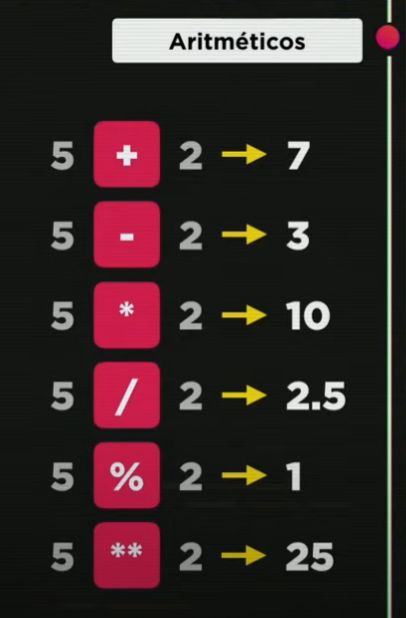 Aritméticos
5 + 2 → 7
5 - 2 → 3
5 * 2 → 10
5 / 2 → 2.5
5 % 2 → 1
5 ** 2 → 25